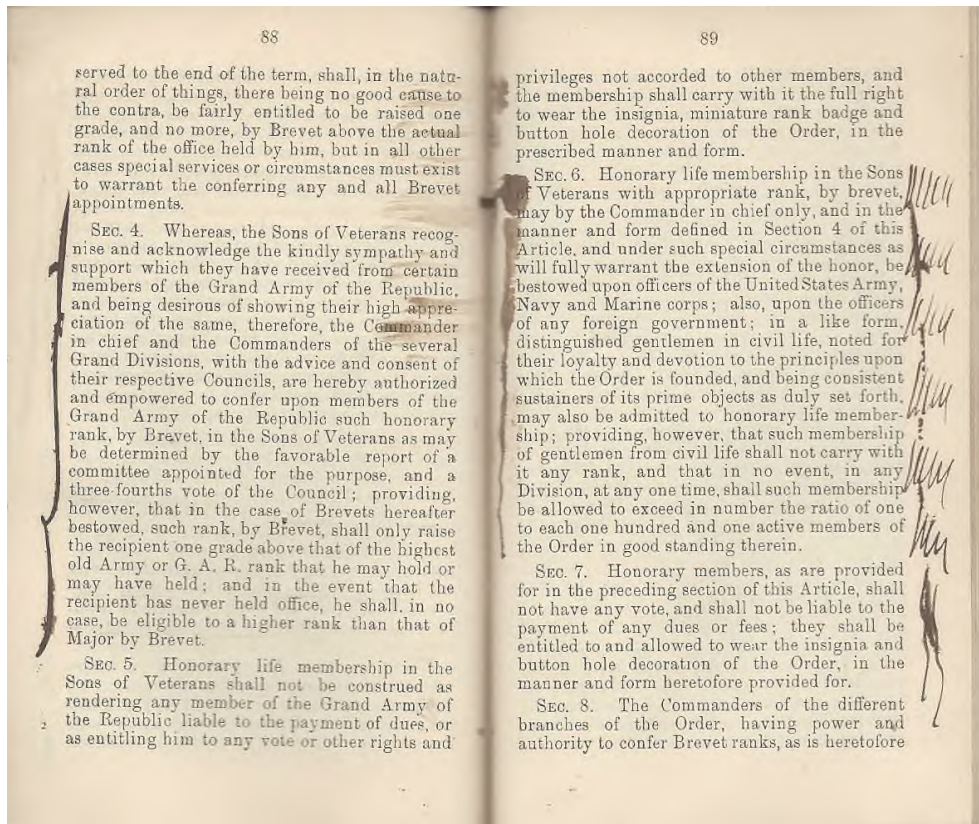 88
served to the end of the term, shall, in the natu-
ral order of things, there being no good cause to
the contra, be fairly entitled to be raised one
grade, and no more, by Brevet above the actual
rank of the office held by him, but in all other
cases special services or circumstances must exist
to warrant the conferring any and all Brevet
appointments.
SEC. 4. Whereas, the Sons of Veterans recog-
nise and acknowledge the kindly sympathy and
support which they have received from certain
members of the Grand Army of the Republic,
and being desirous of showing their high appre-
ciation of the same, therefore, the Commander
in chief and the Commanders of the several
Grand Divisions, with the advice and consent of
their respective Councils, are hereby authorized
and empowered to confer upon members of the
Grand Army of the Republic such honorary
rank, by Brevet, in the Sons of Veterans as may
be determined by the favorable report of a
committee appointed for the purpose, and a
three-fourths vote of the Council; providing,
however, that in the case of Brevets hereafter
bestowed, such rank, by Brevet, shall only raise
the recipient one grade above that of the highest
old Army or G. A. R. rank that he may hold or
may have held; and in the event that the
recipient has never held office, he shall, in no
case, be eligible to a higher rank than that of
Major by Brevet.
SEC. 5. Honorary life membership in the
Sons of Veterans shall not be construed as
rendering any member of the Grand Army of
the Republic liable to the payment of dues, or
as entitling him to any vote or other rights and
89
privileges not accorded to other members, and
the membership shall carry with it the full right
to wear the insignia, miniature rank badge and
button hole decoration of the Order, in the
prescribed manner and form.
SEC. 6. Honorary life membership in the Sons
of Veterans with appropriate rank, by brevet,
may by the Commander in chief only, and in the
manner and form defined in Section 4 of this
Article, and under such special circumstances as
will fully warrant the extension of the honor, be
bestowed upon officers of the United States Army,
Navy and Marine corps; also, upon the officers
of any foreign government; in a like form,
distinguished gentlemen in civil life, noted for
their loyalty and devotion to the principles upon
which the Order is founded, and being consistent
sustainers of its prime objects as duly set forth,
may also be admitted to honorary life member-
ship; providing, however, that such membership
of gentlemen from civil life shall not carry with
it any rank, and that in no event, in any
Division, at any one time, shall such membership
be allowed to exceed in number the ratio of one
to each one hundred and one active members of
the Order in good standing therein.
SEC. 7. Honorary members, as are provided
for in the preceding section of this Article, shall
not have any vote, and shall not be liable to the
payment of any dues or fees; they shall be
entitled to and allowed to wear the insignia and
button hole decoration of the Order, in the
manner and form heretofore provided for.
SEC. 8. The Commanders of the different
branches of the Order, having power and
authority to confer Brevet ranks, as is heretofore